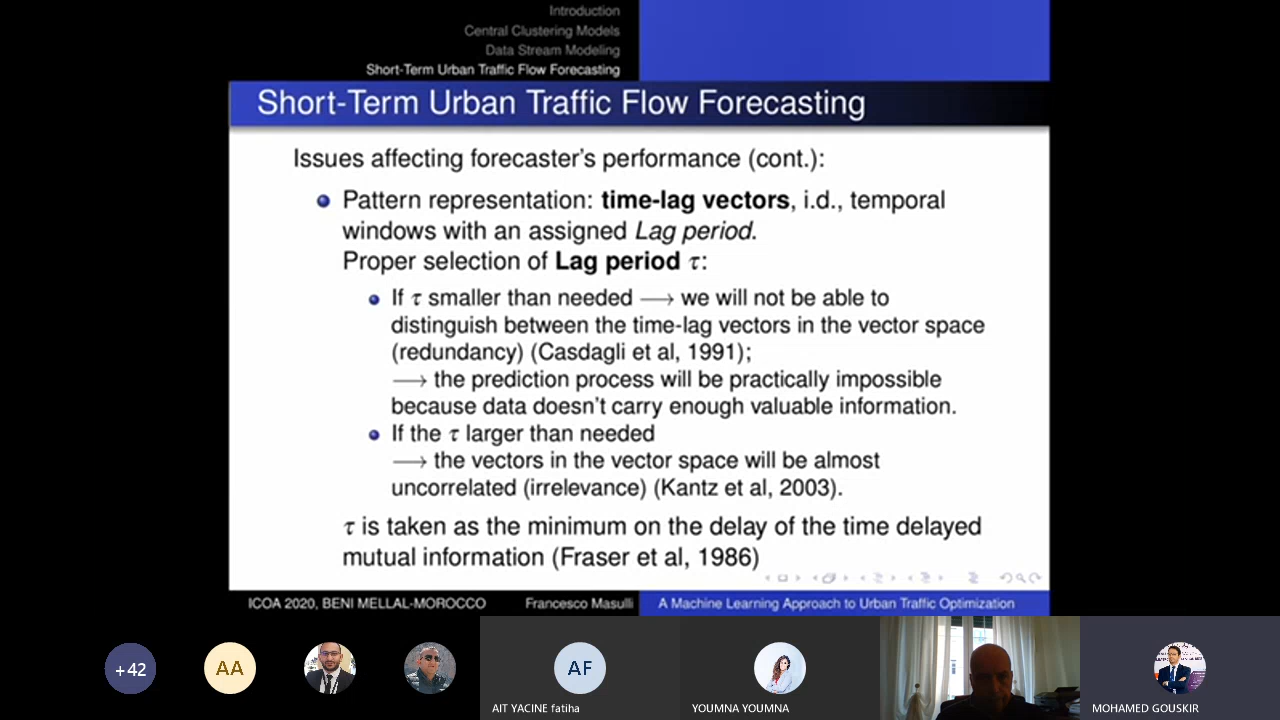 Introduction
Central Clustering Models
Data Stream Modeling
Short-Term Urban Traffic Flow Forecasting
Short-Term Urban Traffic Flow Forecasting
Issues affecting forecaster's performance (cont.):
Pattern representation: time-lag vectors, i.d., temporal
windows with an assigned Lag period.
Proper selection of Lag period τ:
If τ smaller than needed ⟶ we will not be able to
distinguish between the time-lag vectors in the vector space
(redundancy) (Casdagli et al, 1991);
⟶ the prediction process will be practically impossible
because data doesn't carry enough valuable information.
If the τ larger than needed
⟶ the vectors in the vector space will be almost
uncorrelated (irrelevance) (Kantz et al, 2003).
τ is taken as the minimum on the delay of the time delayed
mutual information (Fraser et al, 1986)
ICOA 2020, BENI MELLAL-MOROCCO Francesco Masulli A Machine Learning Approach to Urban Traffic Optimization
+42 AA AF
AIT YACINE fatiha YOUMNA YOUMNA MOHAMED GOUSKIR